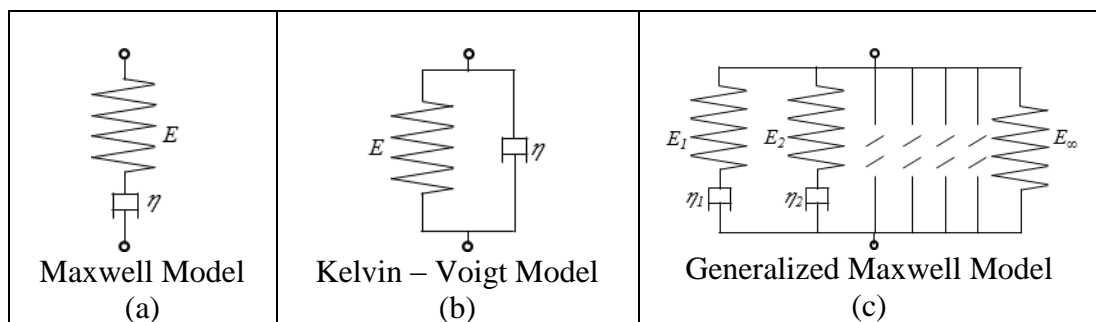 E
η
Maxwell Model
(a)
E
η
Kelvin – Voigt Model
(b)
E₁
η₁
E₂
η₂
E∞
Generalized Maxwell Model
(c)